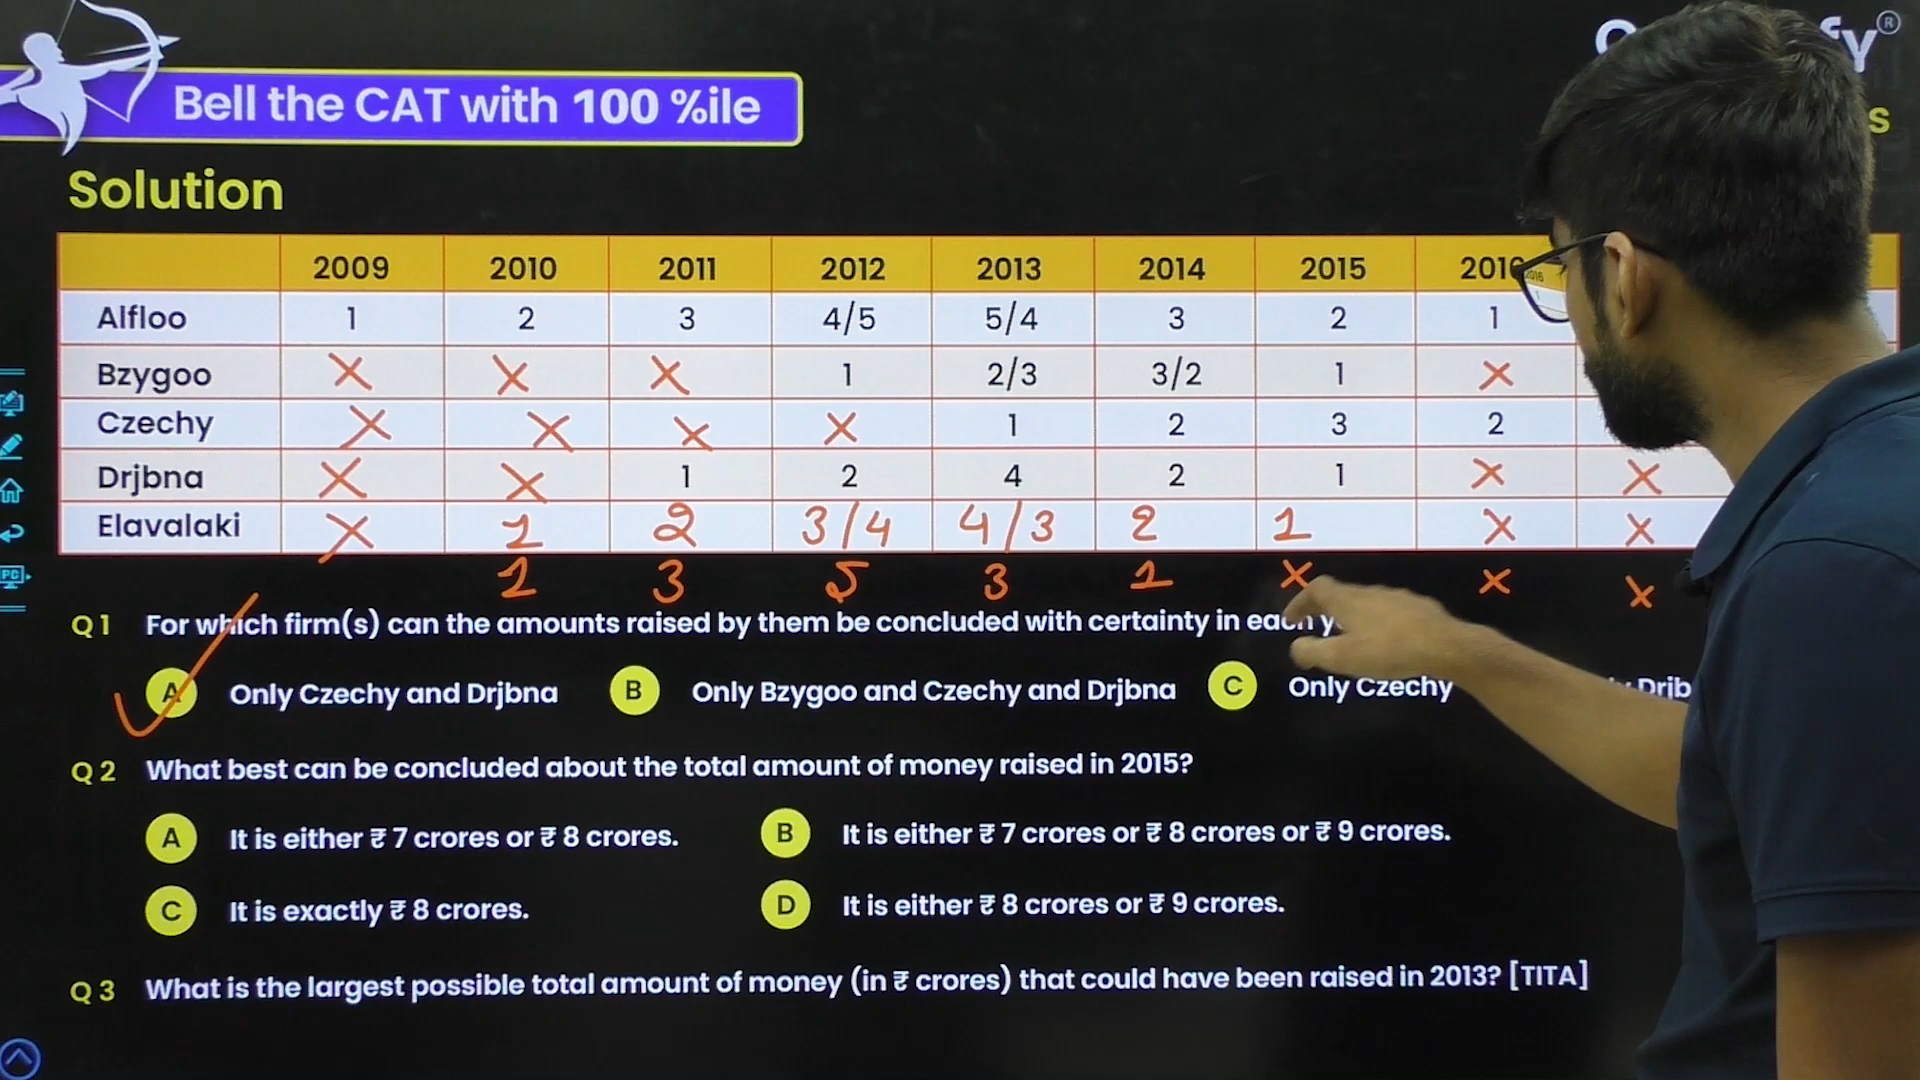 ®
Bell the CAT with 100 %ile
s
Solution
2009 2010 2011 2012 2013 2014 2015
Alfloo 1 2 3 4/5 5/4 3 2 1
Bzygoo X X X 1 2/3 3/2 1 X
Czechy X X X X 1 2 3 2
Drjbna X X 1 2 4 2 1 X X
Elavalaki X 1 2 3/4 4/3 2 1 X X
1 3 5 3 1 X X X
Q 1 For which firm(s) can the amounts raised by them be concluded with certainty in each
A Only Czechy and Drjbna B Only Bzygoo and Czechy and Drjbna C Only Czechy
Q 2 What best can be concluded about the total amount of money raised in 2015?
A It is either ₹ 7 crores or ₹ 8 crores. B It is either ₹ 7 crores or ₹ 8 crores or ₹ 9 crores.
C It is exactly ₹ 8 crores. D It is either ₹ 8 crores or ₹ 9 crores.
Q 3 What is the largest possible total amount of money (in ₹ crores) that could have been raised in 2013? [TITA]
PC